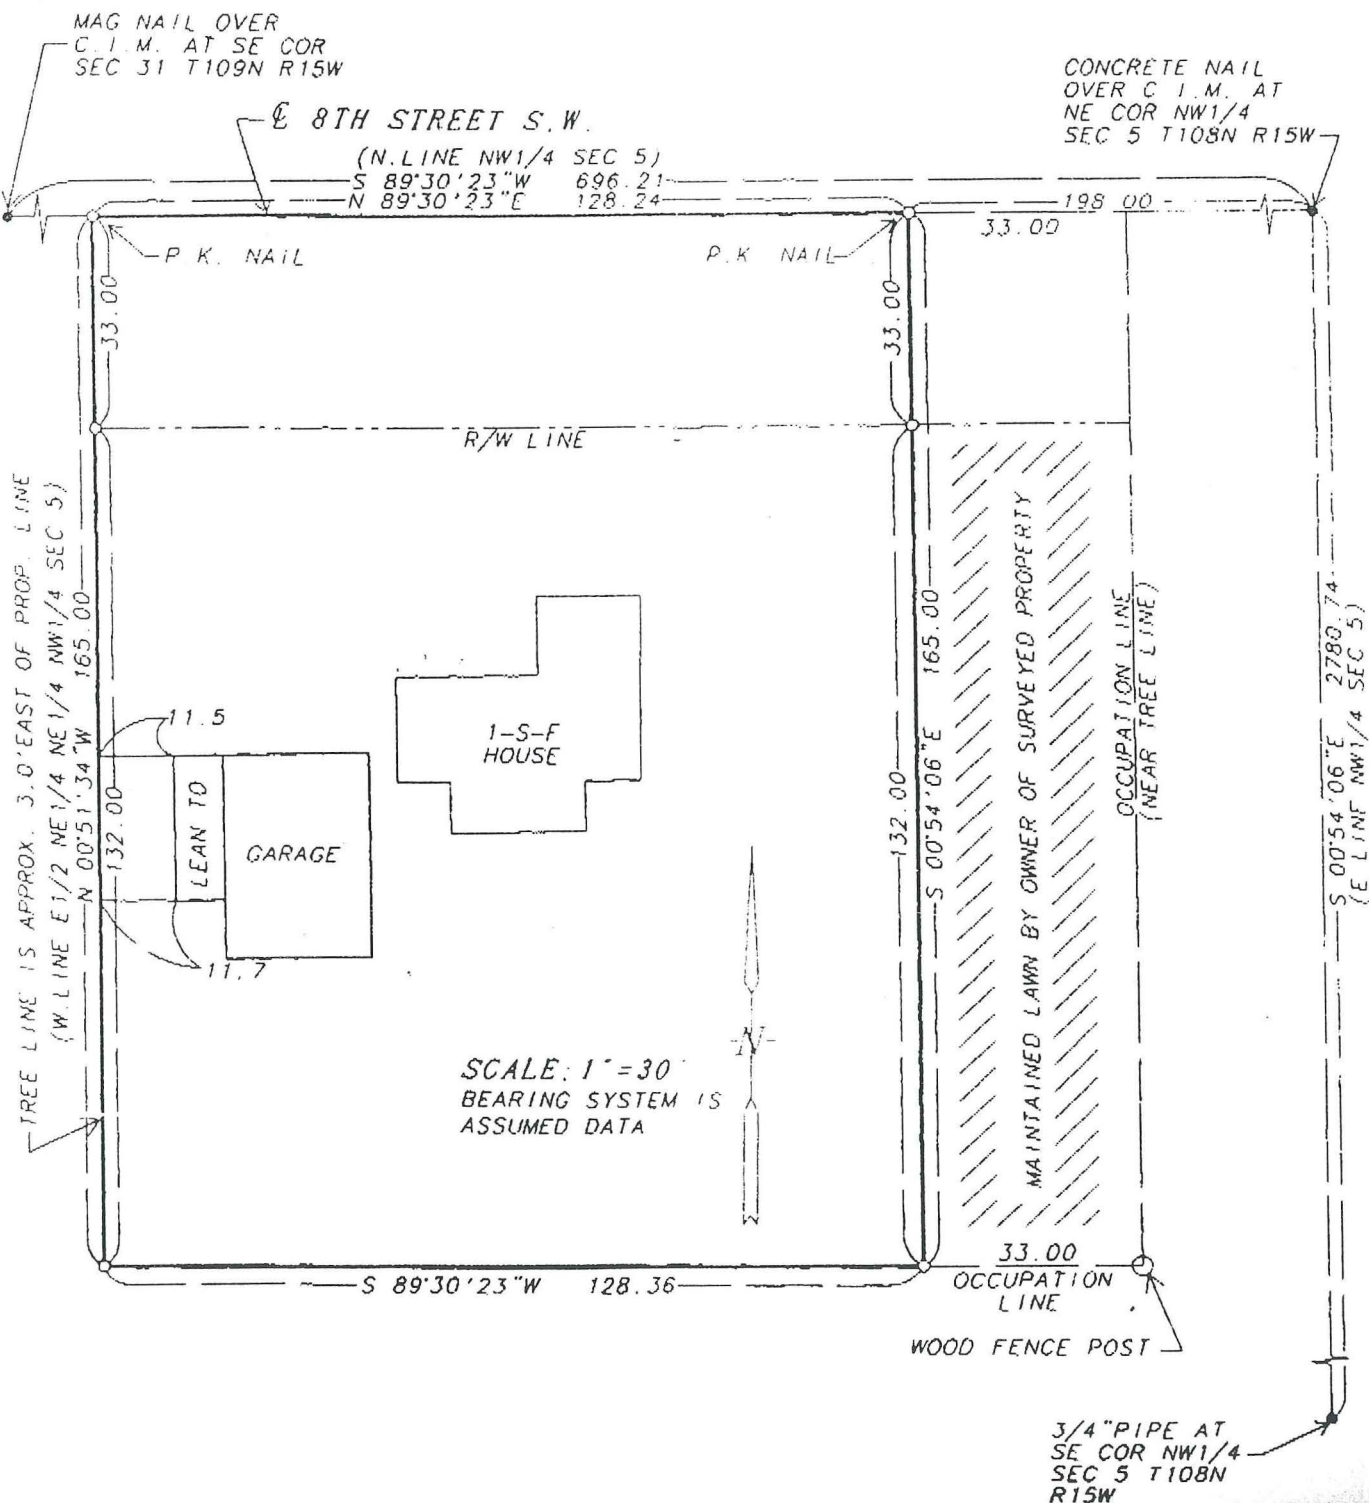 MAG NAIL OVER
C.I.M. AT SE COR
SEC 31 T109N R15W
CONCRETE NAIL
OVER C I.M. AT
NE COR NW1/4
SEC 5 T108N R15W
℄ 8TH STREET S.W.
(N.LINE NW1/4 SEC 5)
S 89°30'23"W 696.21
N 89°30'23"E 128.24
198 00
33.00
P.K. NAIL
P.K NAIL
33.00
33.00
R/W LINE
TREE LINE IS APPROX. 3.0'EAST OF PROP. LINE
(W.LINE E1/2 NE1/4 NE1/4 NW1/4 SEC 5)
N 00°51'34"W 165.00
132.00
11.5
LEAN TO
GARAGE
11.7
1-S-F
HOUSE
132.00
S 00°54'06"E 165.00
MAINTAINED LAWN BY OWNER OF SURVEYED PROPERTY
OCCUPATION LINE
(NEAR TREE LINE)
S 00°54'06"E 2780.74
(E LINE NW1/4 SEC 5)
N
SCALE: 1"=30'
BEARING SYSTEM IS
ASSUMED DATA
S 89°30'23"W 128.36
33.00
OCCUPATION
LINE
WOOD FENCE POST
3/4"PIPE AT
SE COR NW1/4
SEC 5 T108N
R15W